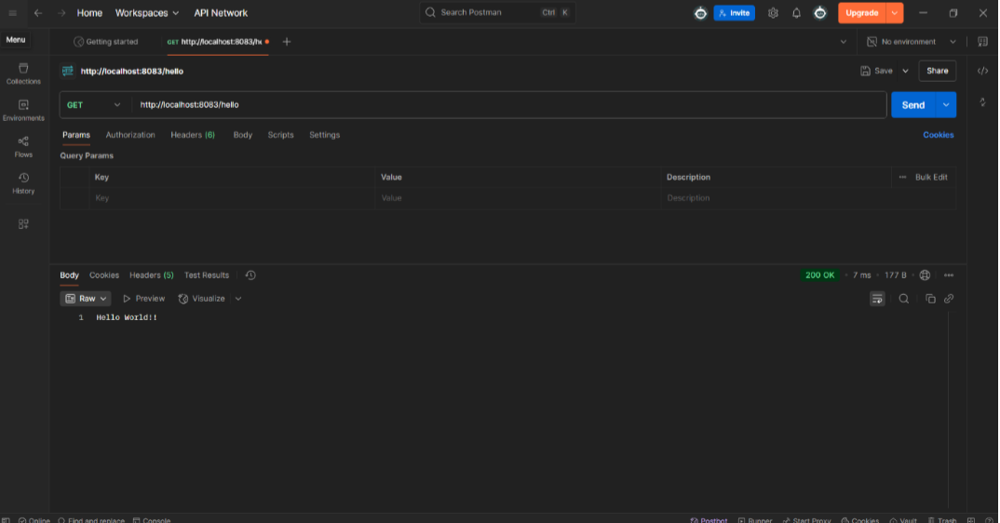 Home Workspaces API Network Search Postman Ctrl K Invite Upgrade
Menu
Getting started GET http://localhost:8083/he No environment
http://localhost:8083/hello Save Share
Collections
GET http://localhost:8083/hello Send
Environments
Params Authorization Headers (6) Body Scripts Settings Cookies
Flows
Query Params
Key Value Description Bulk Edit
History
Key Value Description
Body Cookies Headers (5) Test Results 200 OK 7 ms 177 B
Raw Preview Visualize
1 Hello World!!
Online Find and replace Console Postbot Runner Start Proxy Cookies Vault Trash